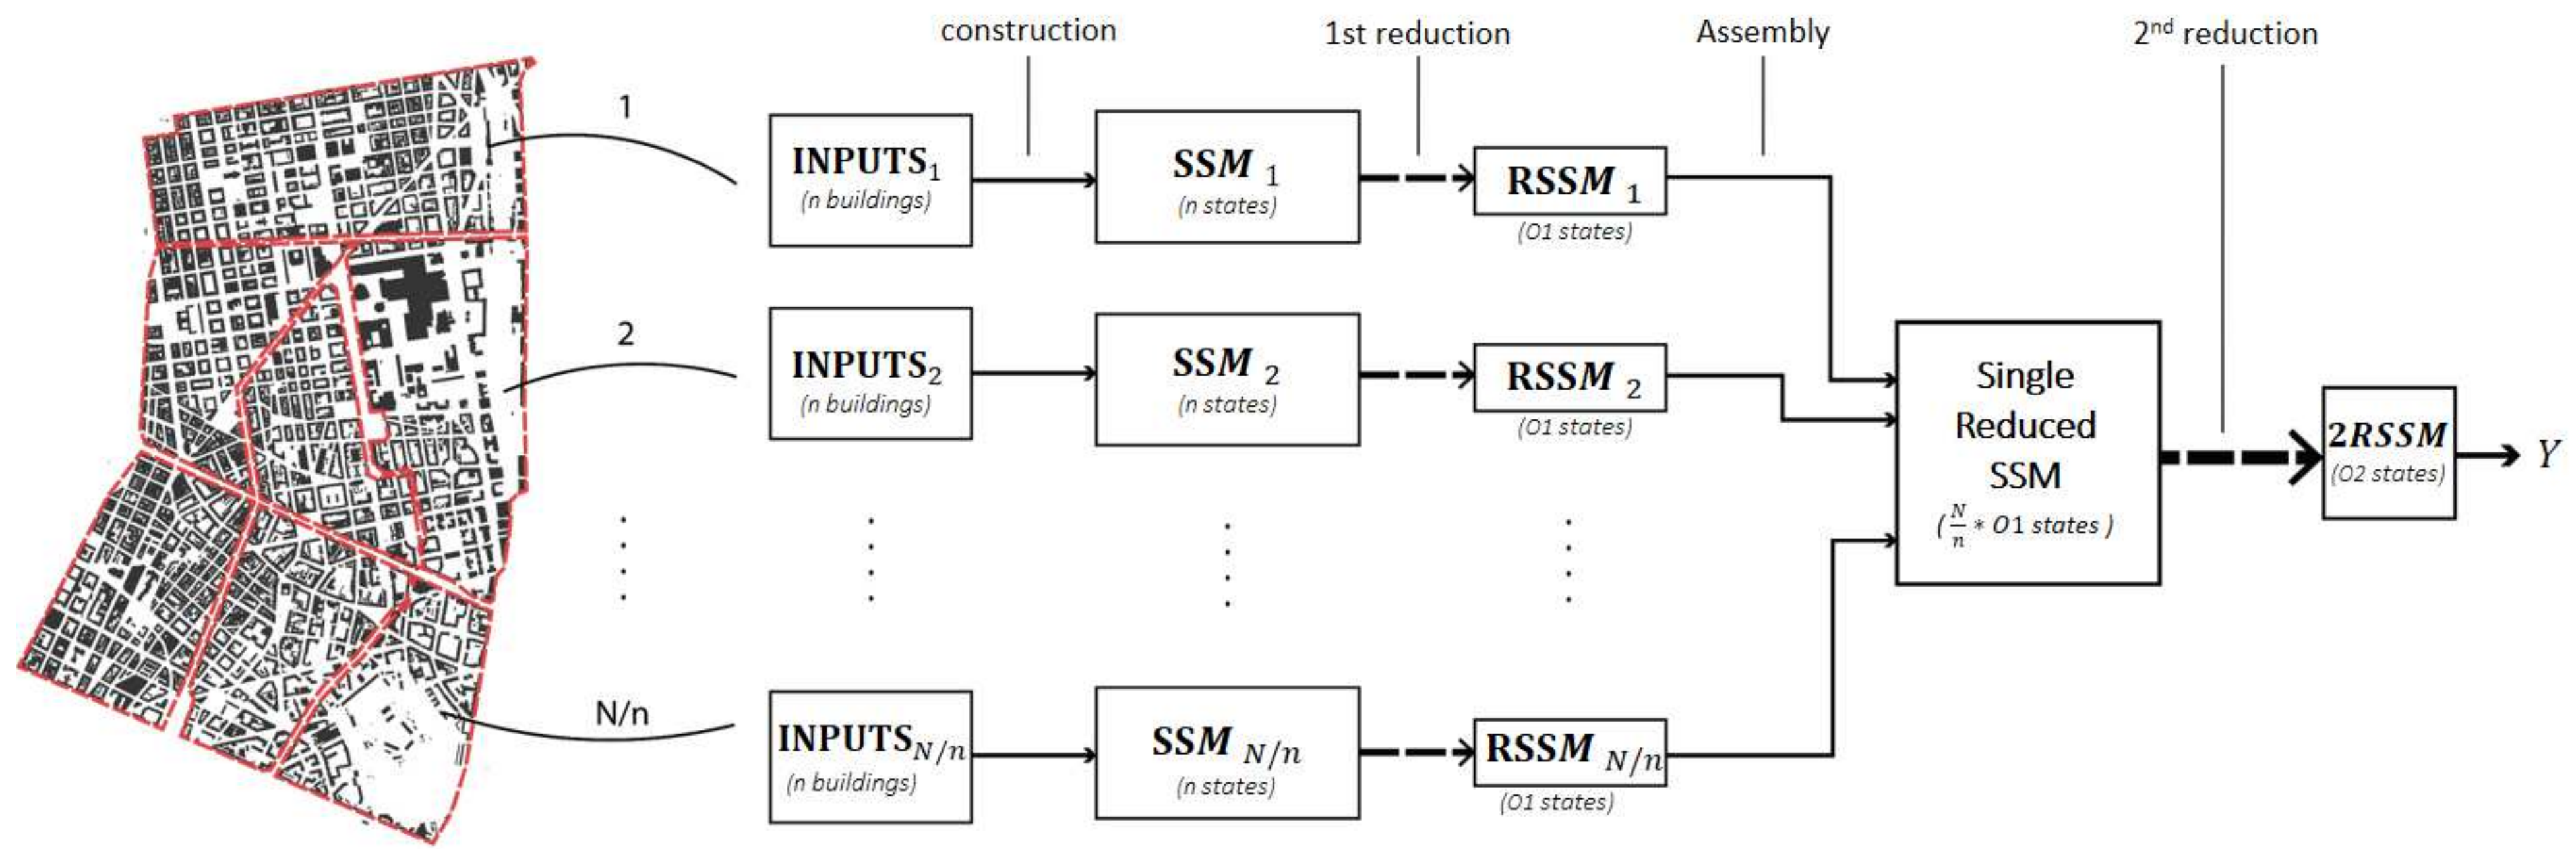 construction
1st reduction
Assembly
2nd reduction
1
INPUTS1
(n buildings)
SSM 1
(n states)
RSSM 1
(O1 states)
2
INPUTS2
(n buildings)
SSM 2
(n states)
RSSM 2
(O1 states)
Single
Reduced
SSM
( N/n * O1 states )
2RSSM
(O2 states)
Y
N/n
INPUTSN/n
(n buildings)
SSM N/n
(n states)
RSSM N/n
(O1 states)